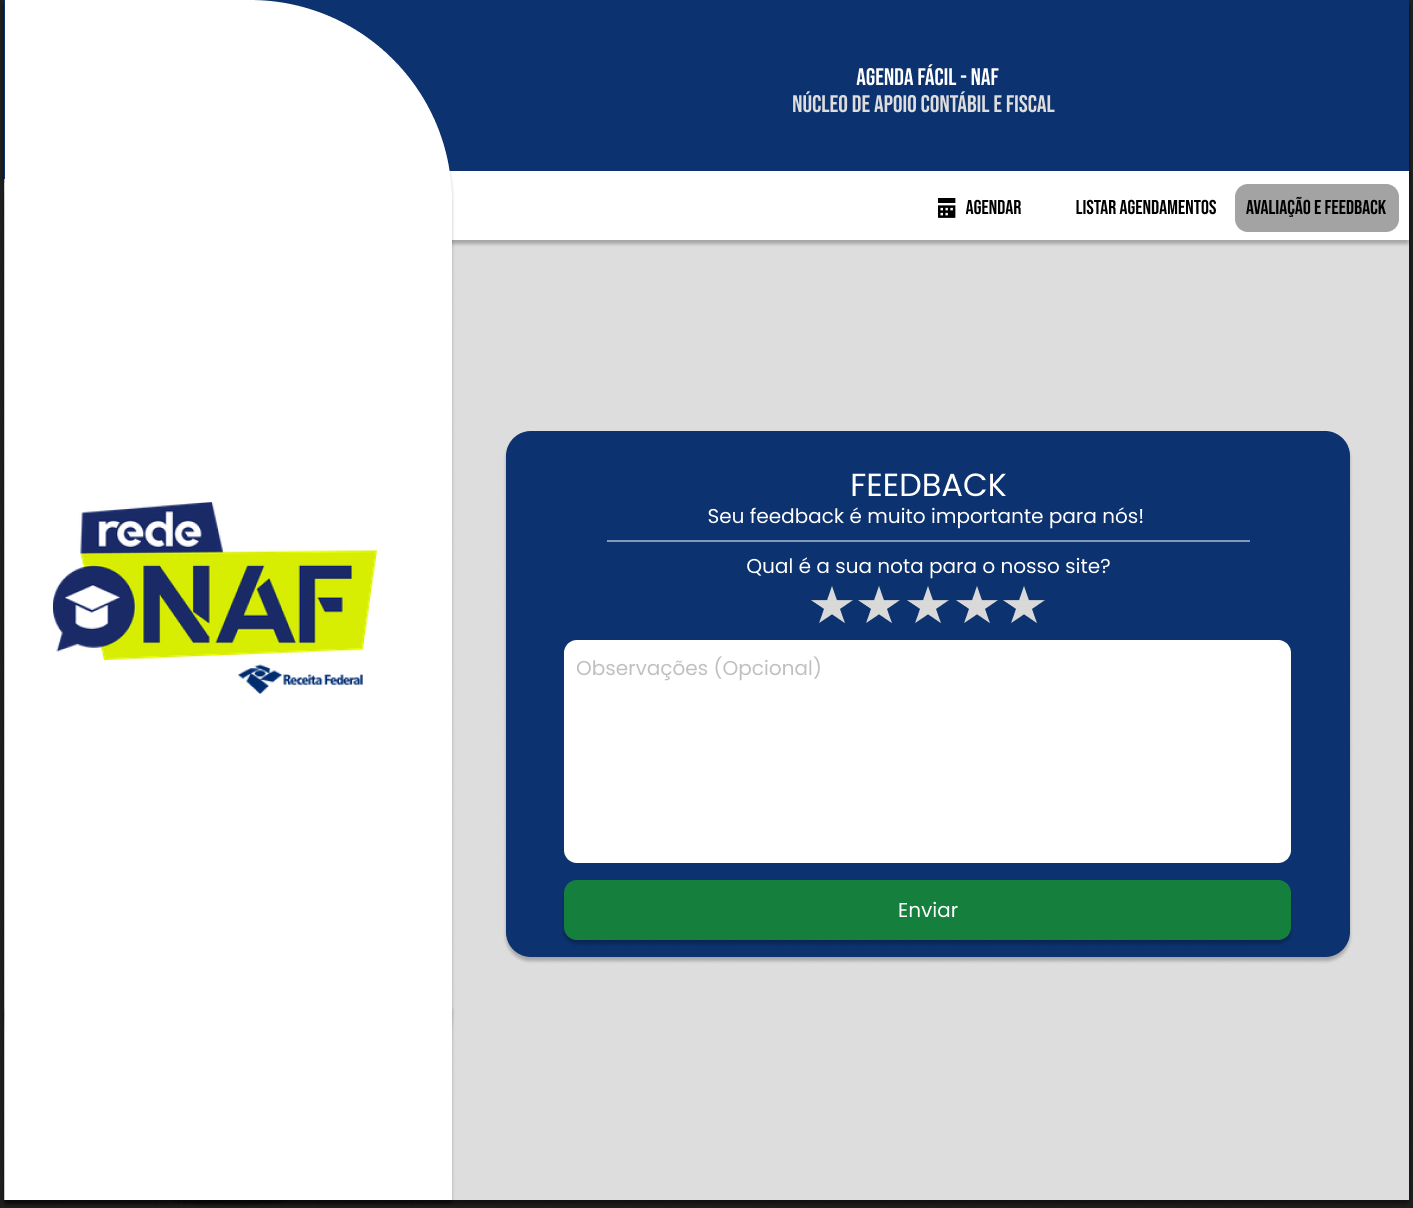 AGENDA FÁCIL - NAF
NÚCLEO DE APOIO CONTÁBIL E FISCAL
AGENDAR
LISTAR AGENDAMENTOS
AVALIAÇÃO E FEEDBACK
rede
NAF
Receita Federal
FEEDBACK
Seu feedback é muito importante para nós!
Qual é a sua nota para o nosso site?
Observações (Opcional)
Enviar